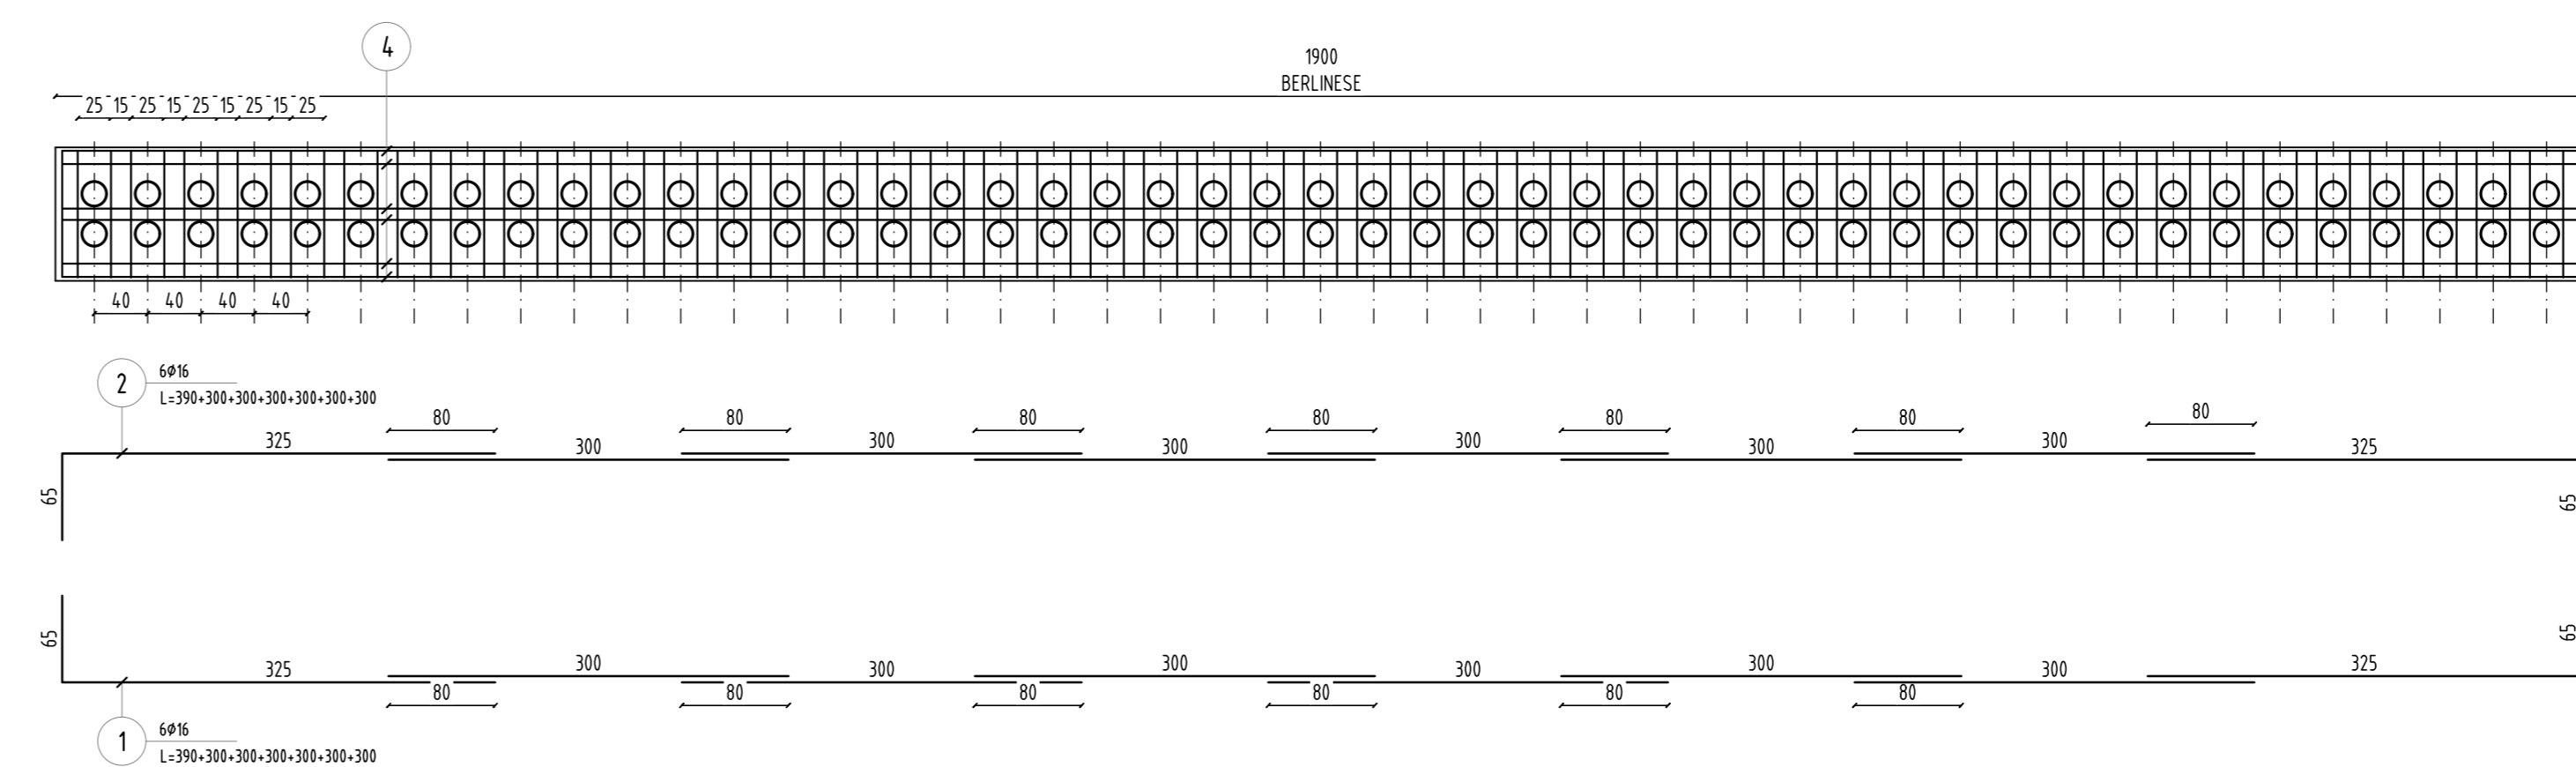 4
1900
BERLINESE
25 15 25 15 25 15 25 15 25
40 40 40 40
2
6ø16
L=390+300+300+300+300+300+300
80 80 80 80 80 80 80
325 300 300 300 300 300 300 325
65 65
65 65
325 300 300 300 300 300 300 325
80 80 80 80 80 80
1
6ø16
L=390+300+300+300+300+300+300